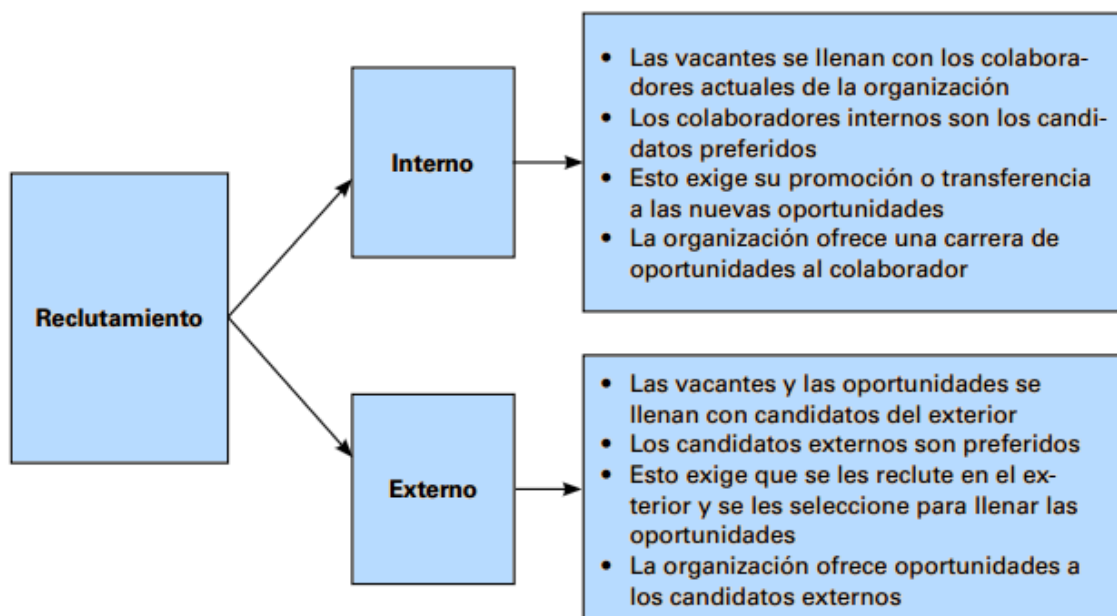 Reclutamiento
Interno
• Las vacantes se llenan con los colabora-
dores actuales de la organización
• Los colaboradores internos son los candi-
datos preferidos
• Esto exige su promoción o transferencia
a las nuevas oportunidades
• La organización ofrece una carrera de
oportunidades al colaborador
Externo
• Las vacantes y las oportunidades se
llenan con candidatos del exterior
• Los candidatos externos son preferidos
• Esto exige que se les reclute en el ex-
terior y se les seleccione para llenar las
oportunidades
• La organización ofrece oportunidades a
los candidatos externos